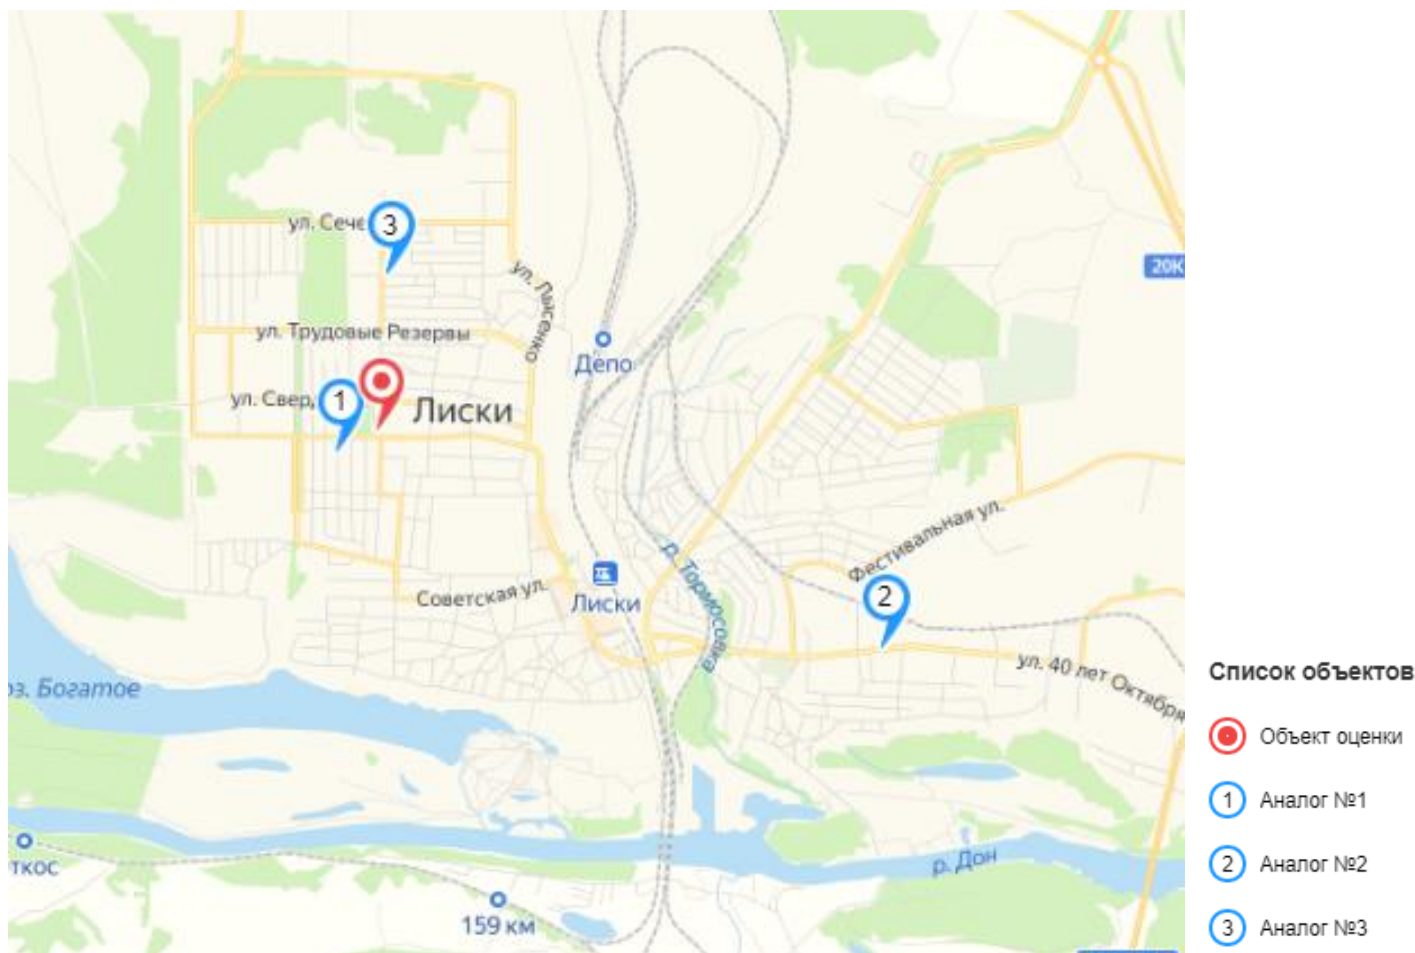 ул. Сече
3
20К
ул. Лысенко
ул. Трудовые Резервы
Депо
ул. Свер
1
Лиски
Фестивальная ул.
р. Тормосовка
Советская ул.
Лиски
2
ул. 40 лет Октября
оз. Богатое
Список объектов
Объект оценки
1 Аналог №1
2 Аналог №2
3 Аналог №3
ткос
р. Дон
159 км